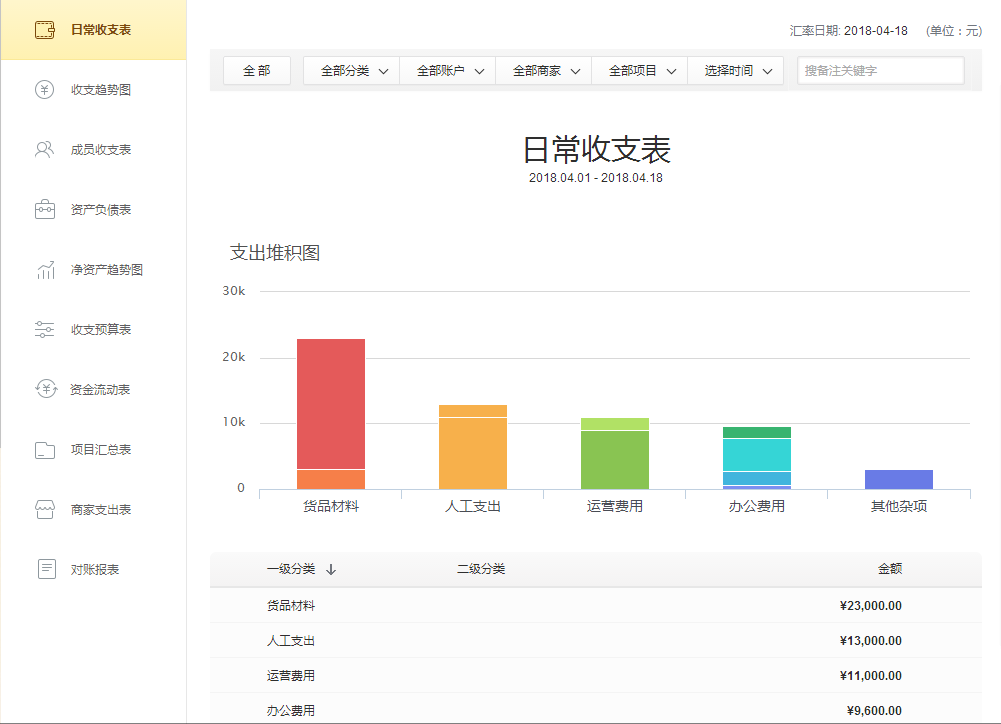 日常收支表
收支趋势图
成员收支表
资产负债表
净资产趋势图
收支预算表
资金流动表
项目汇总表
商家支出表
对账报表
汇率日期: 2018-04-18 (单位：元)
全 部 全部分类 全部账户 全部商家 全部项目 选择时间 搜备注关键字
日常收支表
2018.04.01 - 2018.04.18
支出堆积图
30k
20k
10k
0
货品材料 人工支出 运营费用 办公费用 其他杂项
一级分类 ↓ 二级分类 金额
货品材料 ¥23,000.00
人工支出 ¥13,000.00
运营费用 ¥11,000.00
办公费用 ¥9,600.00